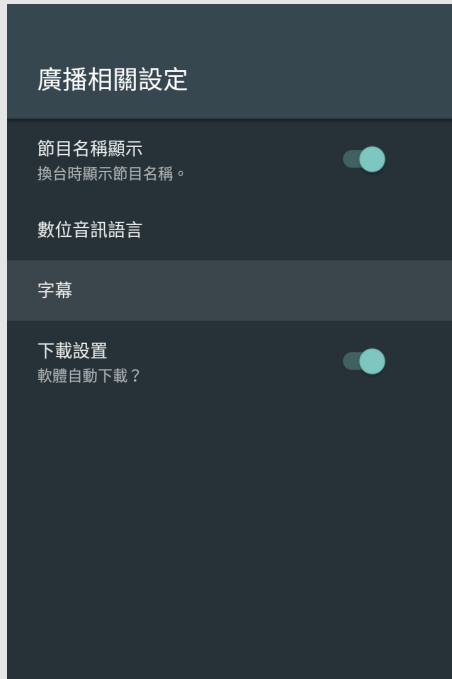 廣播相關設定
節目名稱顯示
換台時顯示節目名稱。
數位音訊語言
字幕
下載設置
軟體自動下載？